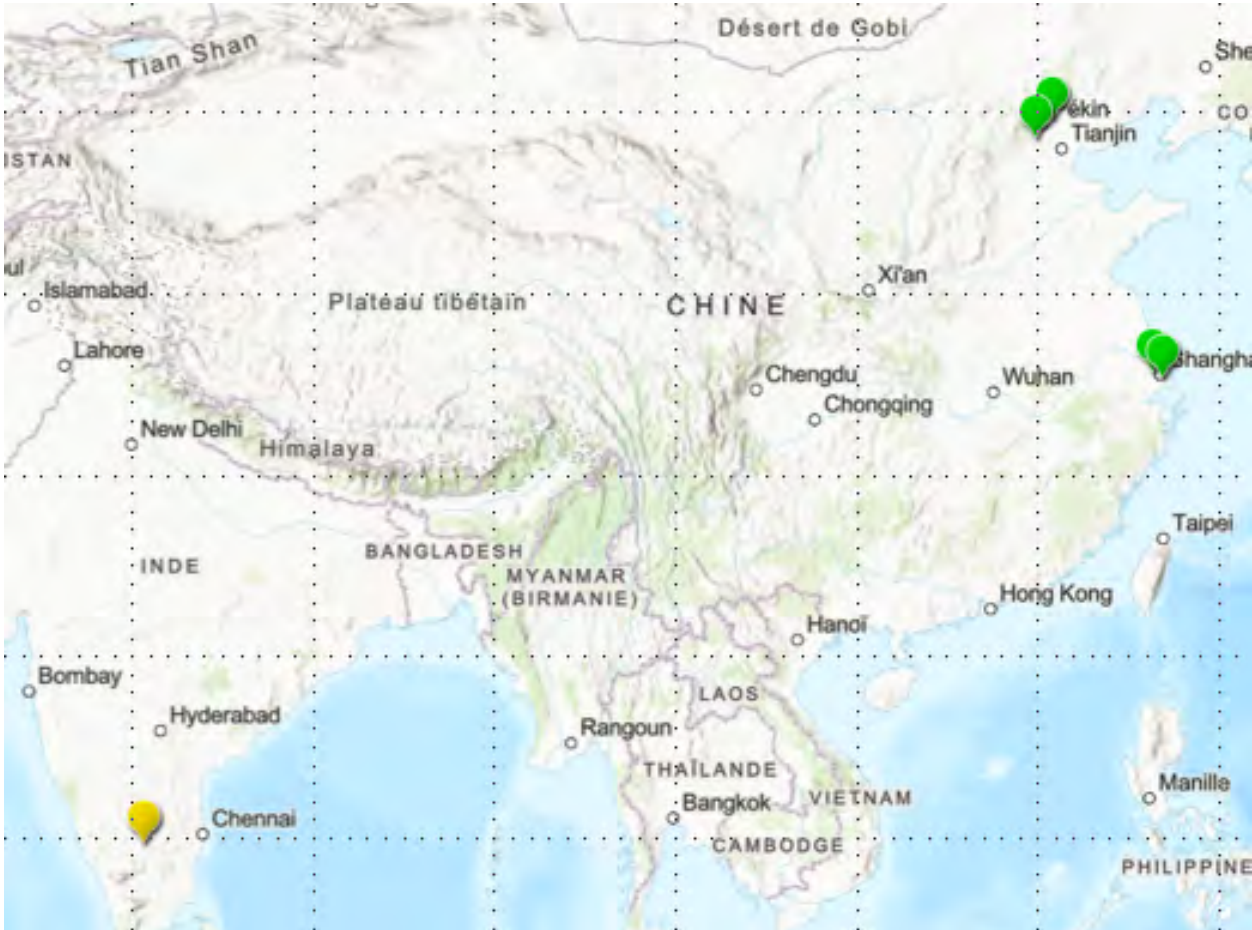 Désert de Gobi
Tian Shan
She
ékin
CO
Tianjin
ISTAN
Islamabad
Plateau tibétain
CHINE
Xi'an
Lahore
Shangha
Chengdu
Wuhan
Chongqing
New Delhi
Himalaya
Taipei
BANGLADESH
INDE
MYANMAR
(BIRMANIE)
Hong Kong
Hanoï
Bombay
LAOS
Hyderabad
Rangoun
THAÏLANDE
Manille
Bangkok
VIETNAM
Chennai
CAMBODGE
PHILIPPINE